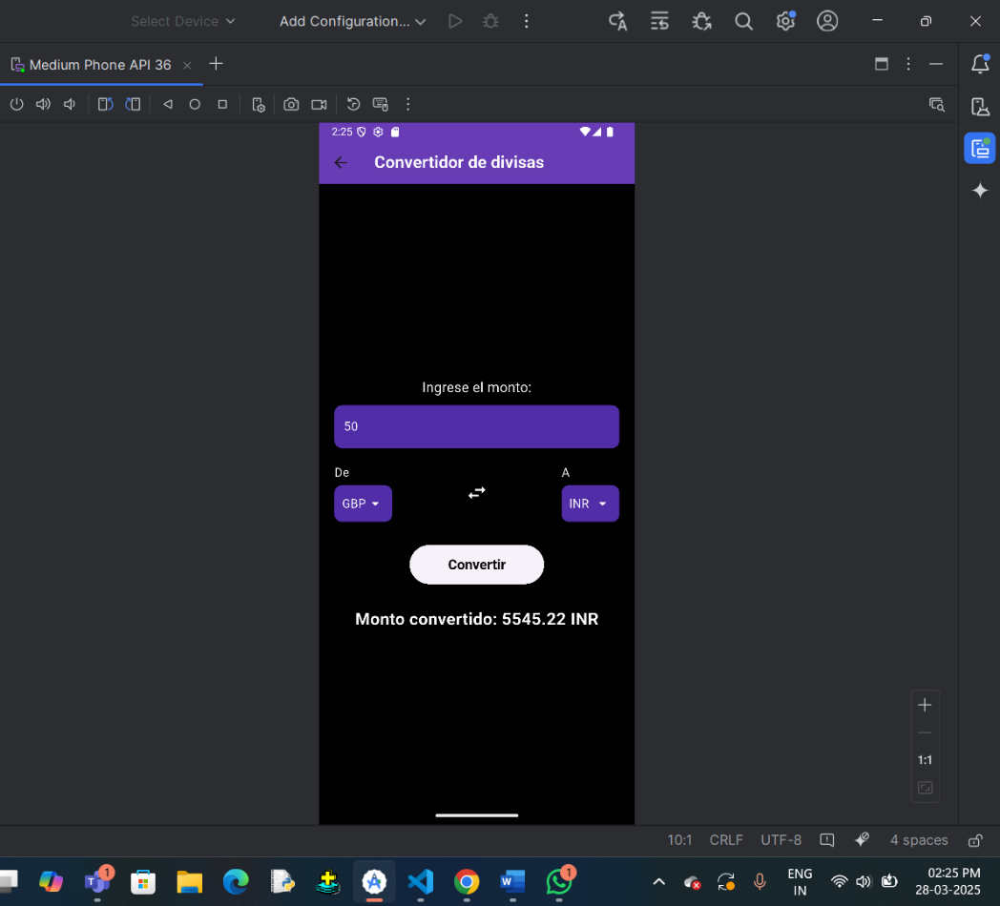 Select Device
Add Configuration...
Medium Phone API 36
2:25
Convertidor de divisas
Ingrese el monto:
50
De
A
GBP
INR
Convertir
Monto convertido: 5545.22 INR
1:1
10:1 CRLF UTF-8 4 spaces
1
1
ENG
IN
02:25 PM
28-03-2025